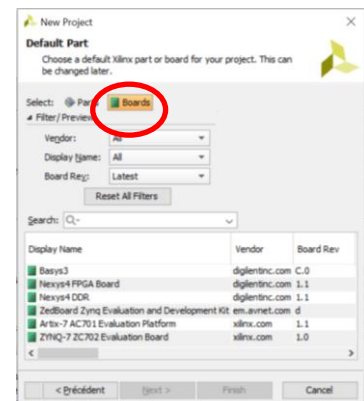 New Project
Default Part
Choose a default Xilinx part or board for your project. This can
be changed later.
Select: Parts Boards
Filter/Preview
Vendor: All
Display Name: All
Board Rev: Latest
Reset All Filters
Search: Q-
Display Name Vendor Board Rev
Basys3 digilentinc.com C.0
Nexys4 FPGA Board digilentinc.com 1.1
Nexys4 DDR digilentinc.com 1.1
ZedBoard Zynq Evaluation and Development Kit em.avnet.com d
Artix-7 AC701 Evaluation Platform xilinx.com 1.1
ZYNQ-7 ZC702 Evaluation Board xilinx.com 1.0
< Précédent Next > Finish Cancel